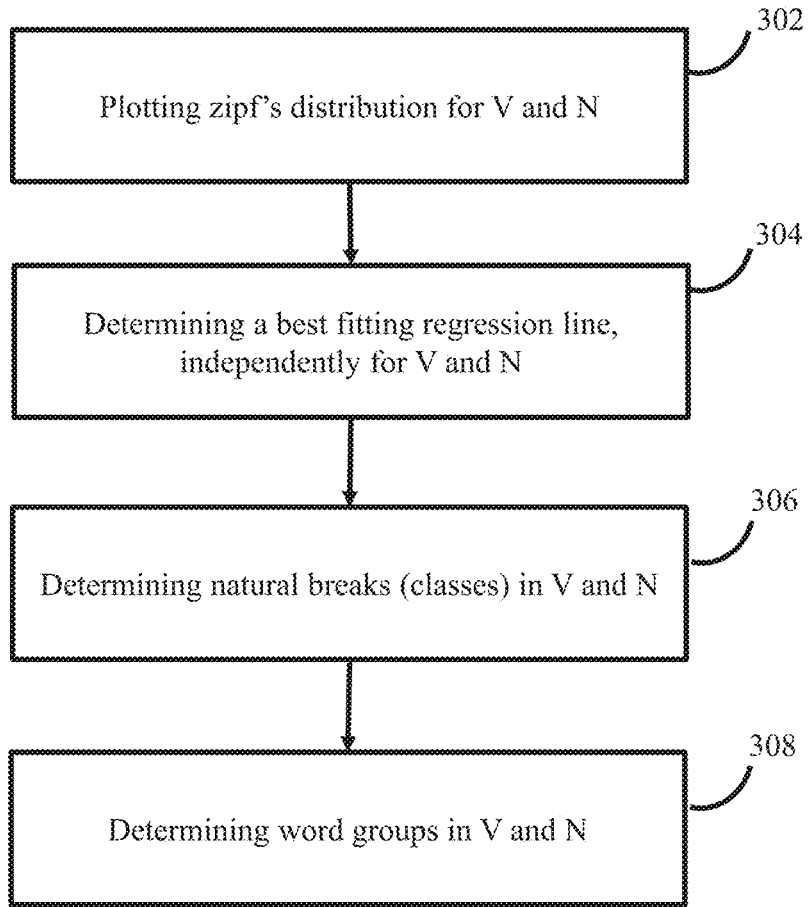 302
Plotting zipf's distribution for V and N
304
Determining a best fitting regression line,
independently for V and N
306
Determining natural breaks (classes) in V and N
308
Determining word groups in V and N